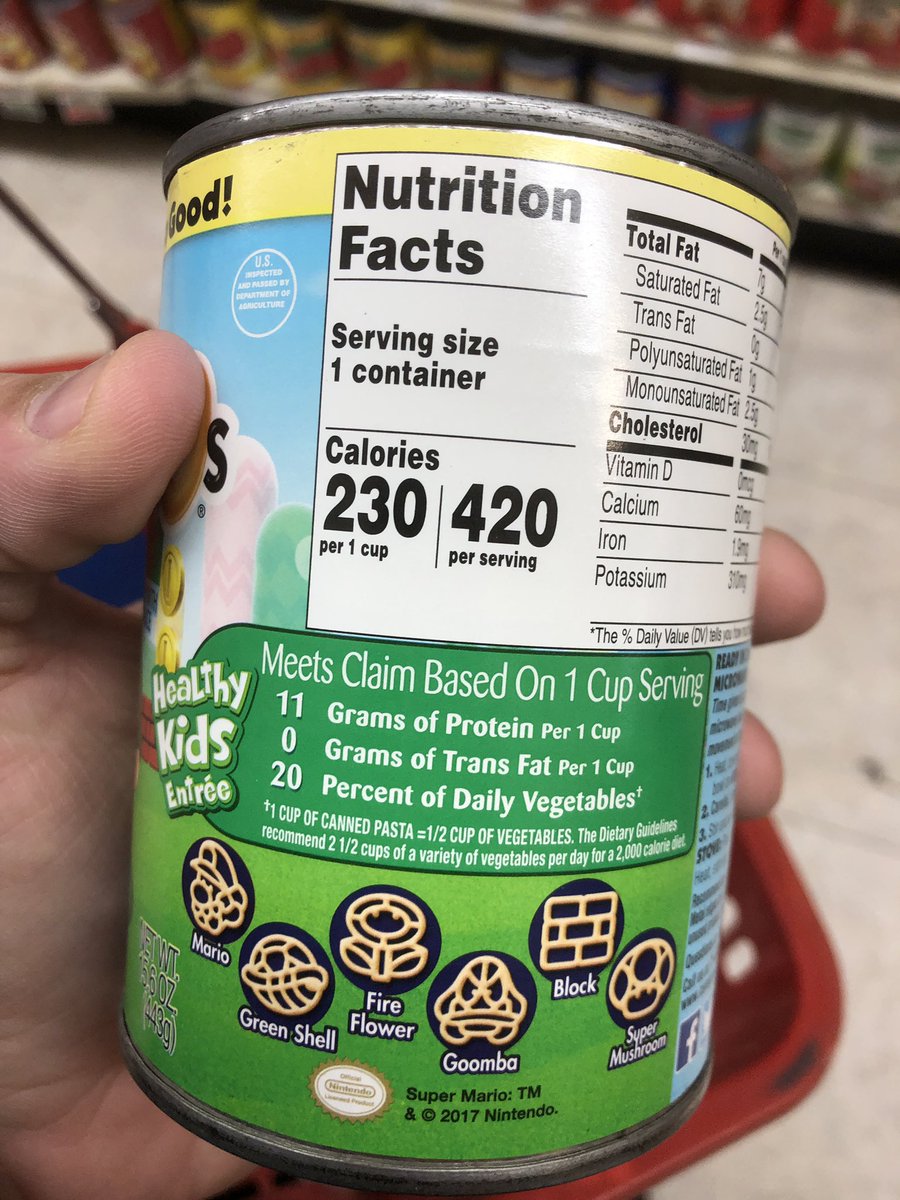 Good!
U.S.
INSPECTED
AND PASSED BY
DEPARTMENT OF
AGRICULTURE
Nutrition
Facts
Serving size
1 container
Calories
230
per 1 cup
420
per serving
Total Fat 7g
Saturated Fat 2.5g
Trans Fat 0g
Polyunsaturated Fat 1g
Monounsaturated Fat 2.5g
Cholesterol 30mg
Vitamin D 0mcg
Calcium 60mg
Iron 1.9mg
Potassium 310mg
*The % Daily Value (DV) tells you how
s
®
Healthy
Kids
Entrée
Meets Claim Based On 1 Cup Serving
11 Grams of Protein Per 1 Cup
0 Grams of Trans Fat Per 1 Cup
20 Percent of Daily Vegetables†
†1 CUP OF CANNED PASTA =1/2 CUP OF VEGETABLES. The Dietary Guidelines
recommend 2 1/2 cups of a variety of vegetables per day for a 2,000 calorie diet.
Mario
Green Shell
Fire
Flower
Goomba
Block
Super
Mushroom
NET WT.
15.6 OZ
(443g)
Official
Nintendo
Licensed Product
Super Mario: TM
& © 2017 Nintendo.
1.
2.
3.
f